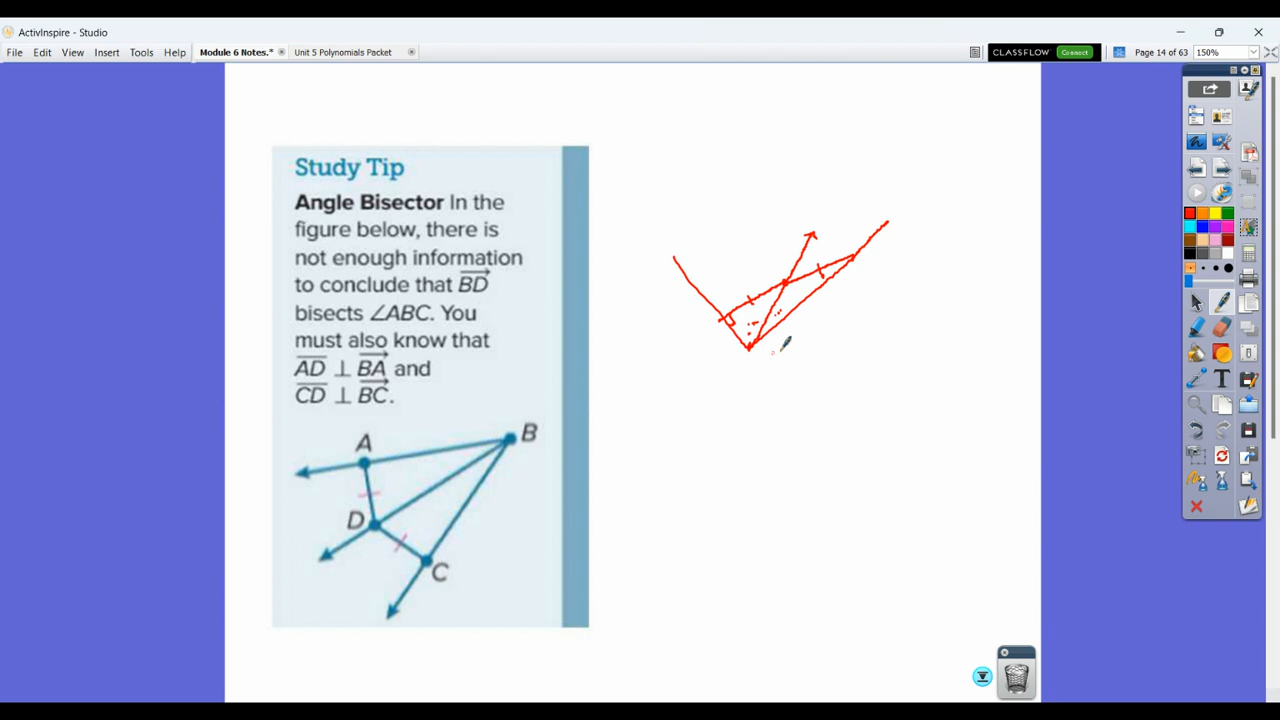 ActivInspire - Studio
File Edit View Insert Tools Help
Module 6 Notes.*
Unit 5 Polynomials Packet
CLASSFLOW Connect
Page 14 of 63
150%
Study Tip
Angle Bisector In the
figure below, there is
not enough information
to conclude that BD
bisects ∠ABC. You
must also know that
AD ⊥ BA and
CD ⊥ BC.
A
B
D
C
T